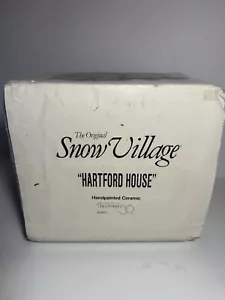 The Original
Snow Village
"HARTFORD HOUSE"
Handpainted Ceramic